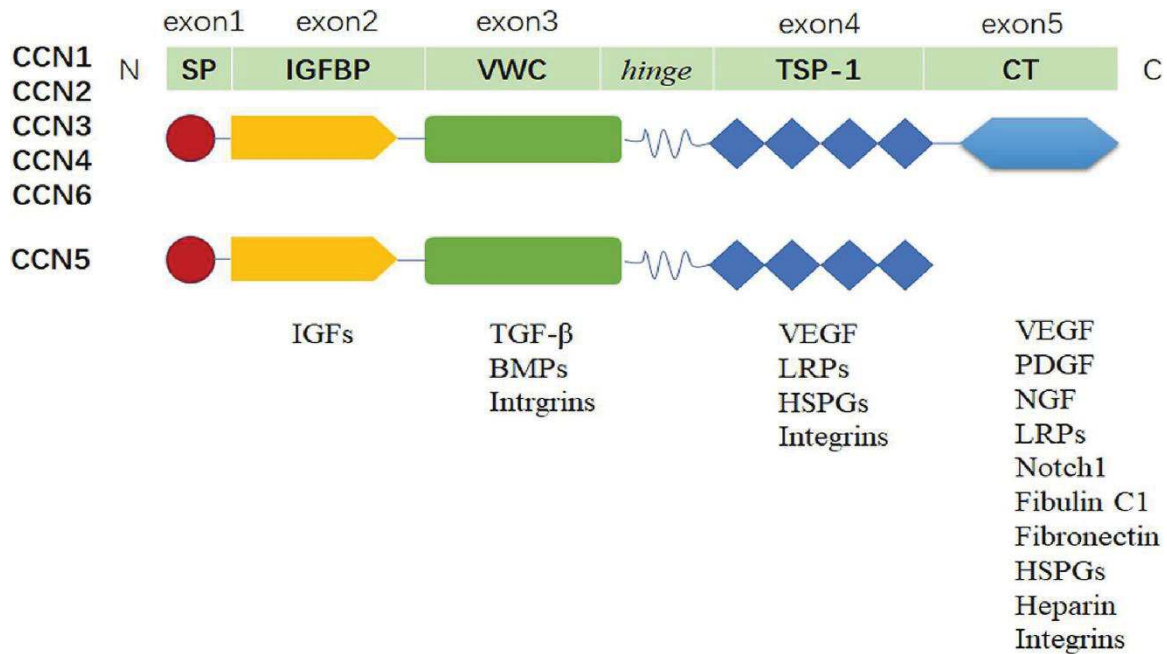 exon1 exon2 exon3 exon4 exon5
CCN1
CCN2
CCN3
CCN4
CCN6
N SP IGFBP VWC hinge TSP-1 CT C
CCN5
IGFs
TGF-β
BMPs
Intrgrins
VEGF
LRPs
HSPGs
Integrins
VEGF
PDGF
NGF
LRPs
Notch1
Fibulin C1
Fibronectin
HSPGs
Heparin
Integrins